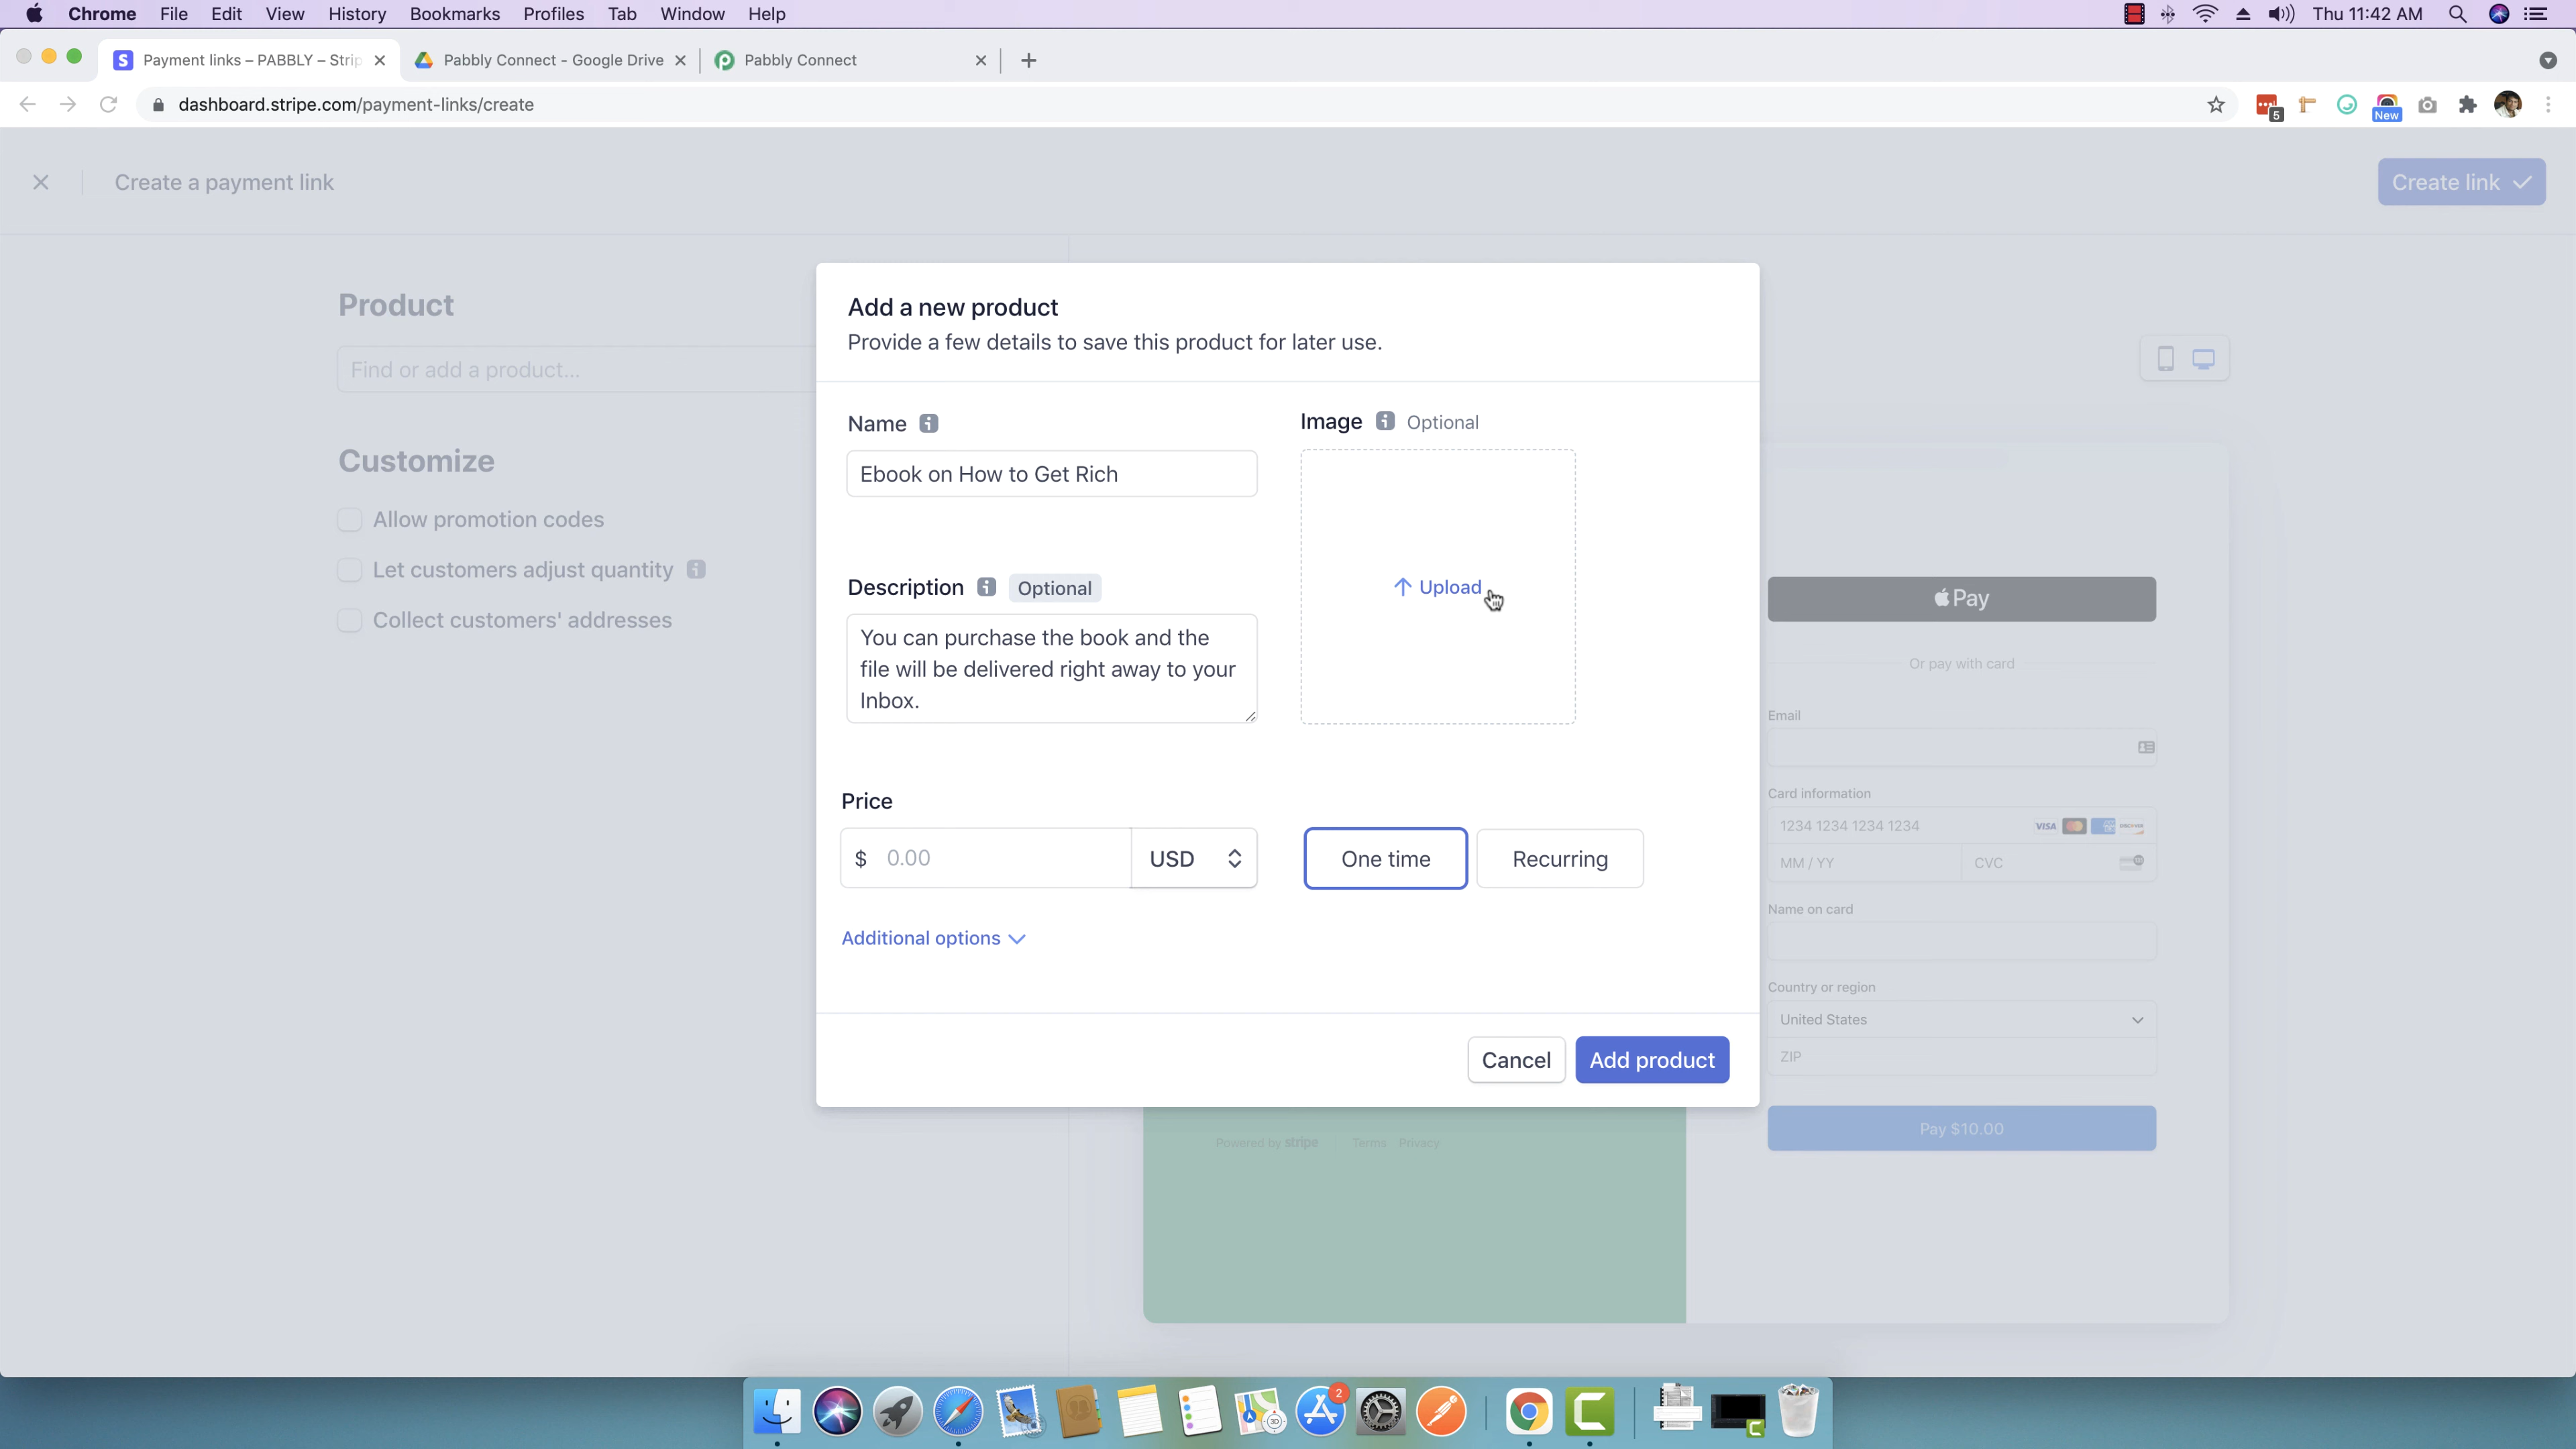 Chrome File Edit View History Bookmarks Profiles Tab Window Help Thu 11:42 AM
Payment links – PABBLY – Strip Pabbly Connect - Google Drive Pabbly Connect
dashboard.stripe.com/payment-links/create
5 New
Create a payment link
Create link
Product
Find or add a product...
Customize
Allow promotion codes
Let customers adjust quantity
Collect customers' addresses
Add a new product
Provide a few details to save this product for later use.
Name
Ebook on How to Get Rich
Image Optional
Upload
Description Optional
You can purchase the book and the
file will be delivered right away to your
Inbox.
Price
$ 0.00 USD
One time Recurring
Additional options
Cancel Add product
Pay
Or pay with card
Email
Card information
1234 1234 1234 1234 VISA
MM / YY CVC
Name on card
Country or region
United States
ZIP
Pay $10.00
Powered by stripe Terms Privacy
2
3D